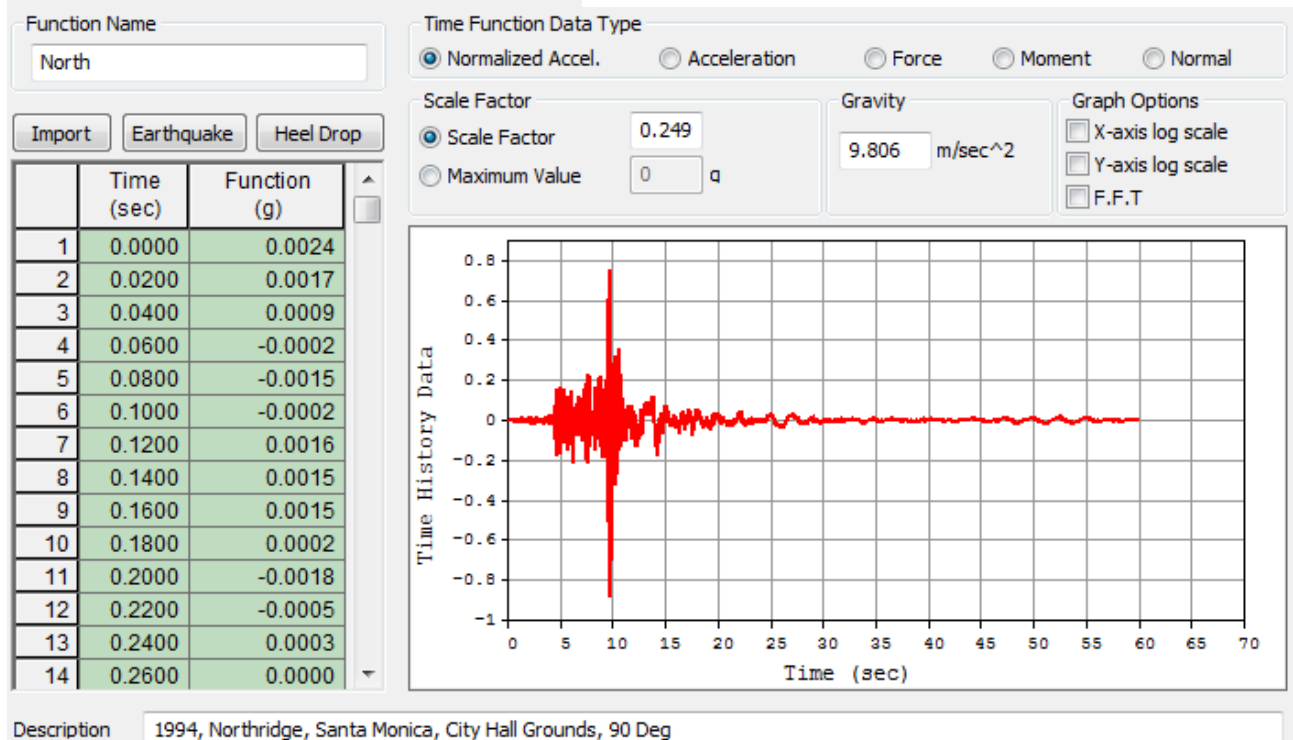 Function Name
North
Time Function Data Type
Normalized Accel. Acceleration Force Moment Normal
Import Earthquake Heel Drop
Scale Factor
Scale Factor 0.249
Maximum Value 0 g
Gravity
9.806 m/sec^2
Graph Options
X-axis log scale
Y-axis log scale
F.F.T
Time (sec) Function (g)
1 0.0000 0.0024
2 0.0200 0.0017
3 0.0400 0.0009
4 0.0600 -0.0002
5 0.0800 -0.0015
6 0.1000 -0.0002
7 0.1200 0.0016
8 0.1400 0.0015
9 0.1600 0.0015
10 0.1800 0.0002
11 0.2000 -0.0018
12 0.2200 -0.0005
13 0.2400 0.0003
14 0.2600 0.0000
Time History Data
0.8
0.6
0.4
0.2
0
-0.2
-0.4
-0.6
-0.8
-1
0 5 10 15 20 25 30 35 40 45 50 55 60 65 70
Time (sec)
Description 1994, Northridge, Santa Monica, City Hall Grounds, 90 Deg